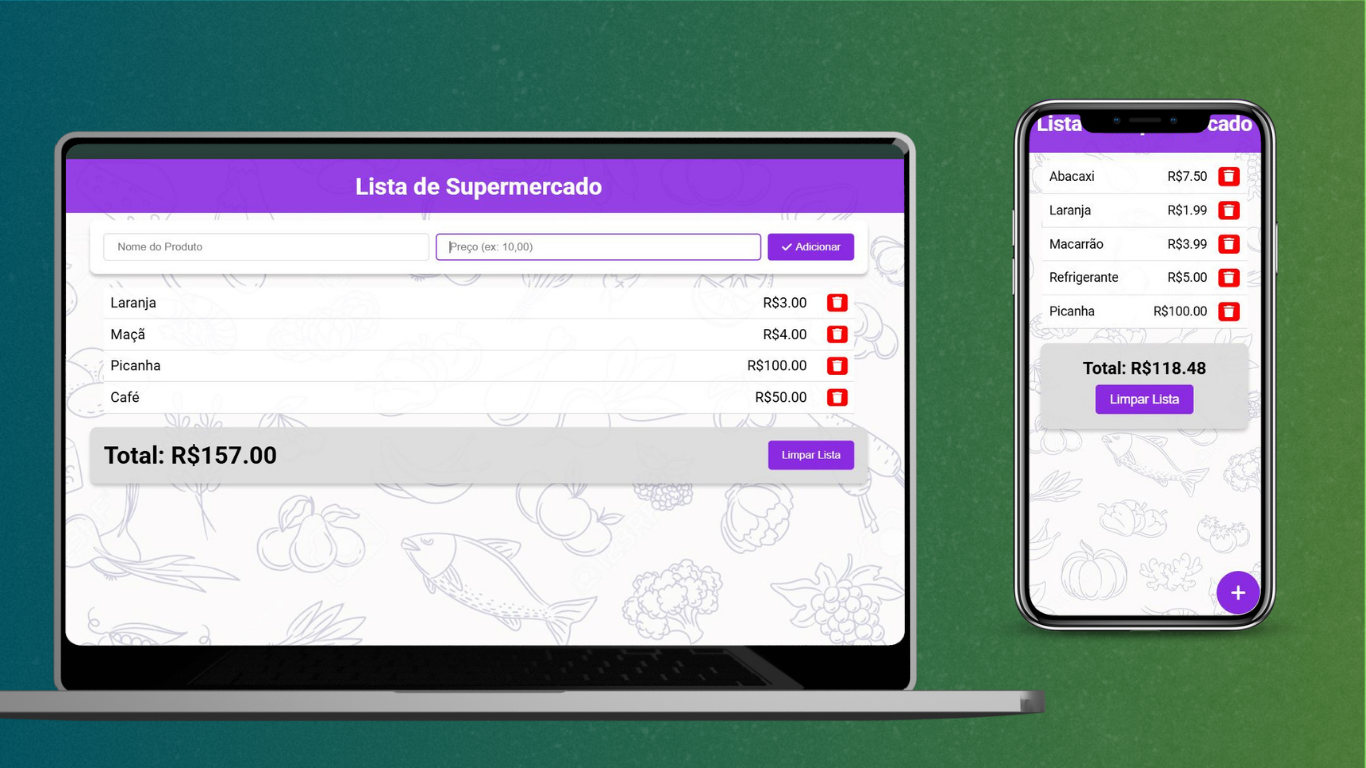 Lista de Supermercado
Nome do Produto
Preço (ex: 10,00)
Adicionar
Laranja R$3.00
Maçã R$4.00
Picanha R$100.00
Café R$50.00
Total: R$157.00
Limpar Lista
Lista cado
Abacaxi R$7.50
Laranja R$1.99
Macarrão R$3.99
Refrigerante R$5.00
Picanha R$100.00
Total: R$118.48
Limpar Lista
+